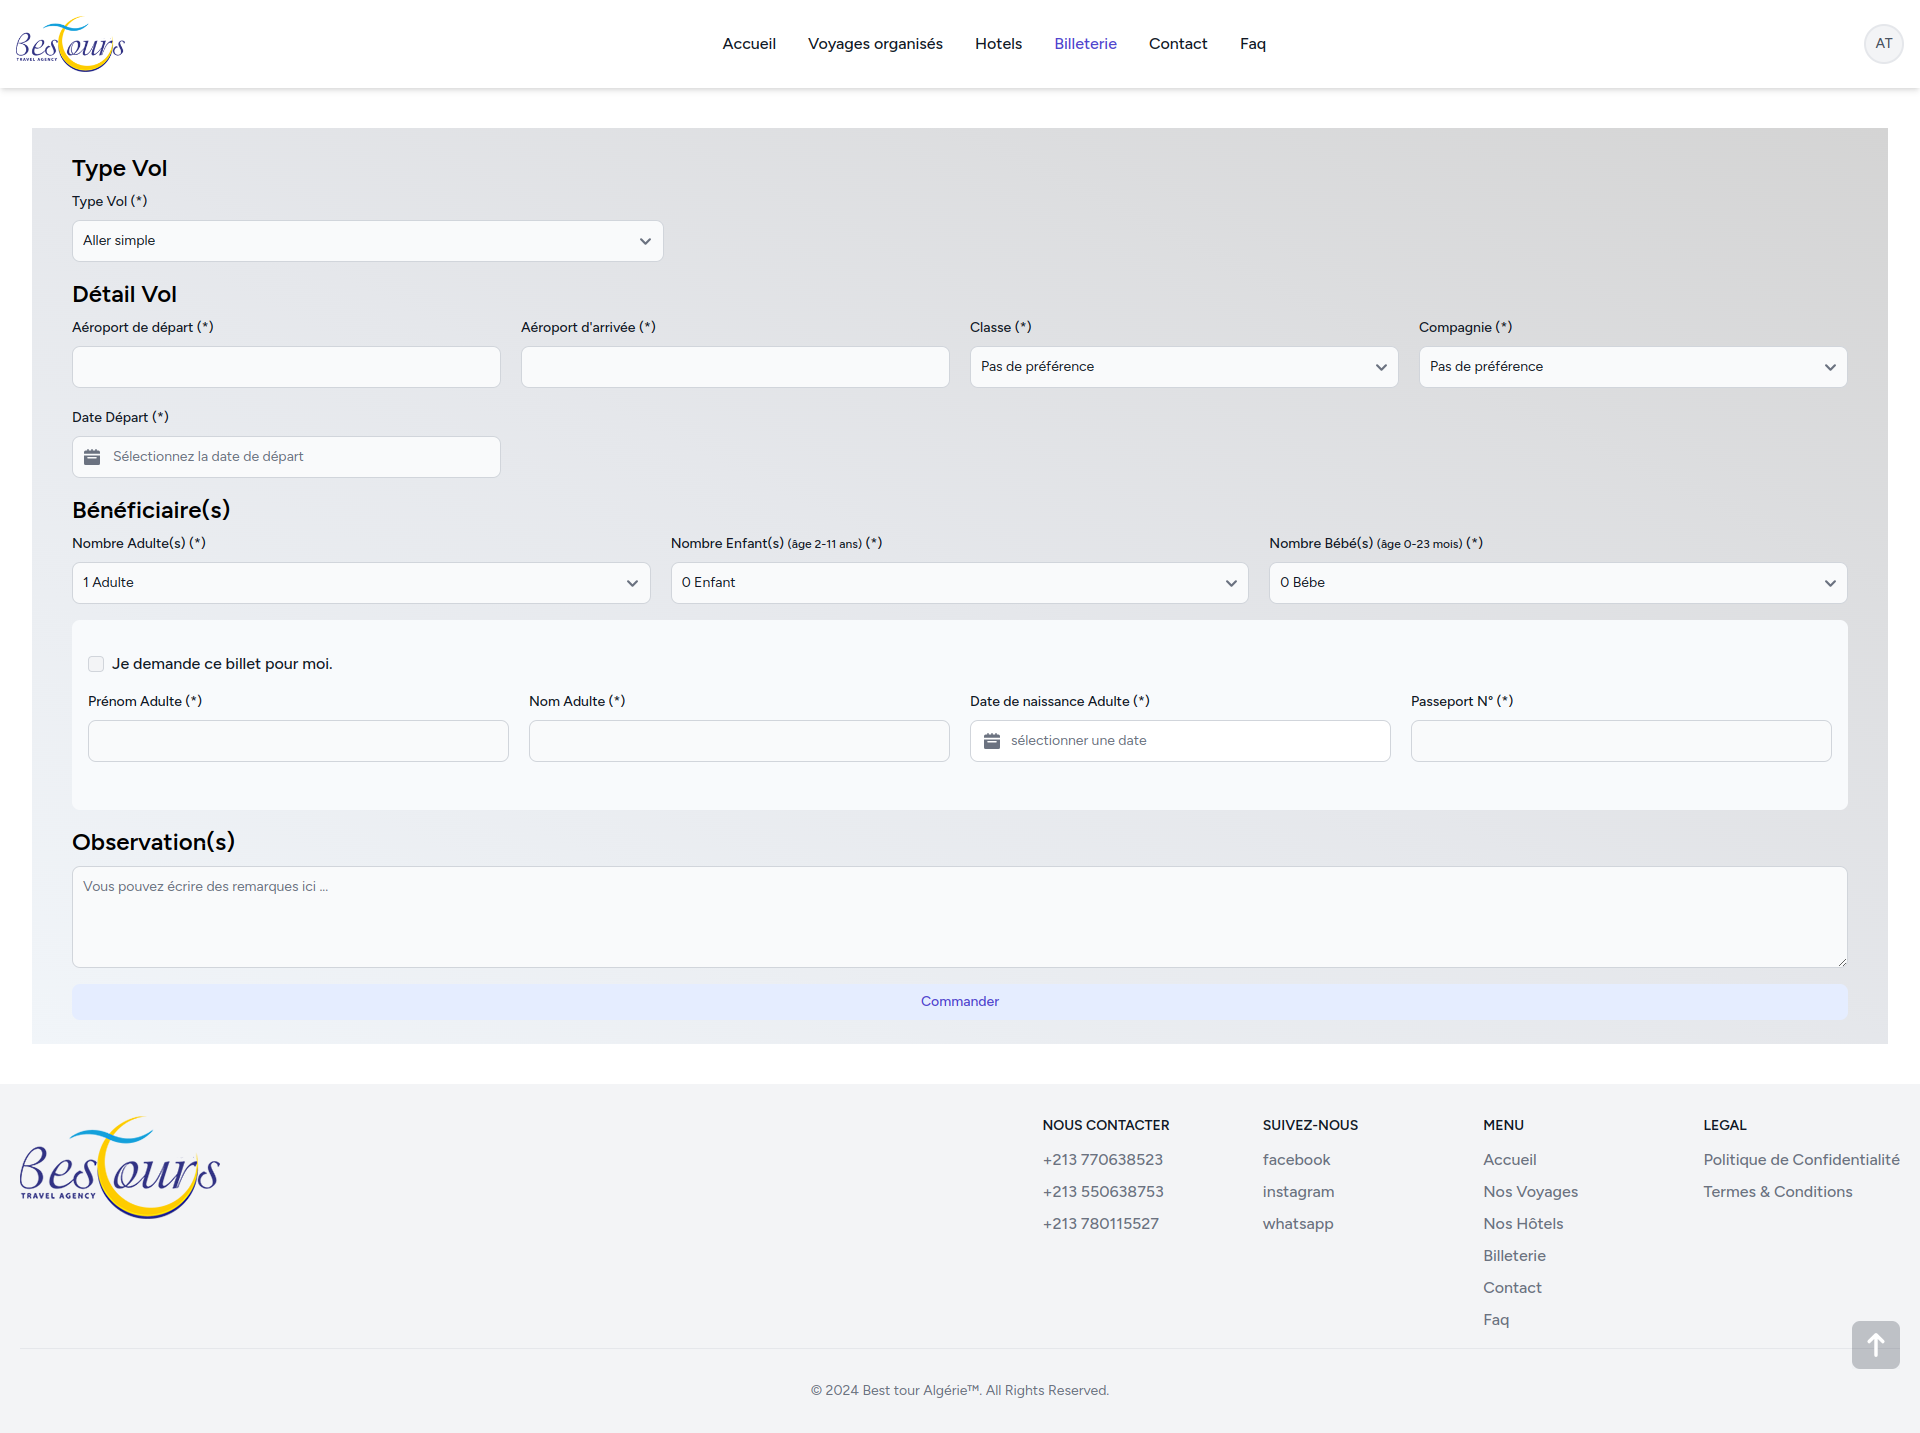 BesTours
TRAVEL AGENCY
Accueil Voyages organisés Hotels Billeterie Contact Faq
AT
Type Vol
Type Vol (*)
Aller simple
Détail Vol
Aéroport de départ (*) Aéroport d'arrivée (*) Classe (*) Compagnie (*)
Pas de préférence Pas de préférence
Date Départ (*)
Sélectionnez la date de départ
Bénéficiaire(s)
Nombre Adulte(s) (*) Nombre Enfant(s) (âge 2-11 ans) (*) Nombre Bébé(s) (âge 0-23 mois) (*)
1 Adulte 0 Enfant 0 Bébe
Je demande ce billet pour moi.
Prénom Adulte (*) Nom Adulte (*) Date de naissance Adulte (*) Passeport N° (*)
sélectionner une date
Observation(s)
Vous pouvez écrire des remarques ici ...
Commander
BesTours
TRAVEL AGENCY
NOUS CONTACTER SUIVEZ-NOUS MENU LEGAL
+213 770638523 facebook Accueil Politique de Confidentialité
+213 550638753 instagram Nos Voyages Termes & Conditions
+213 780115527 whatsapp Nos Hôtels
Billeterie
Contact
Faq
© 2024 Best tour Algérie™. All Rights Reserved.